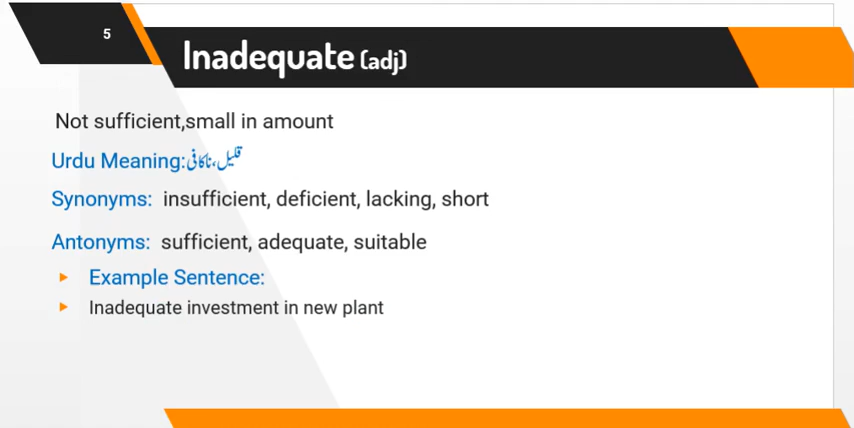 5
Inadequate (adj)
Not sufficient,small in amount
Urdu Meaning:قلیل،ناکافی
Synonyms: insufficient, deficient, lacking, short
Antonyms: sufficient, adequate, suitable
Example Sentence:
Inadequate investment in new plant